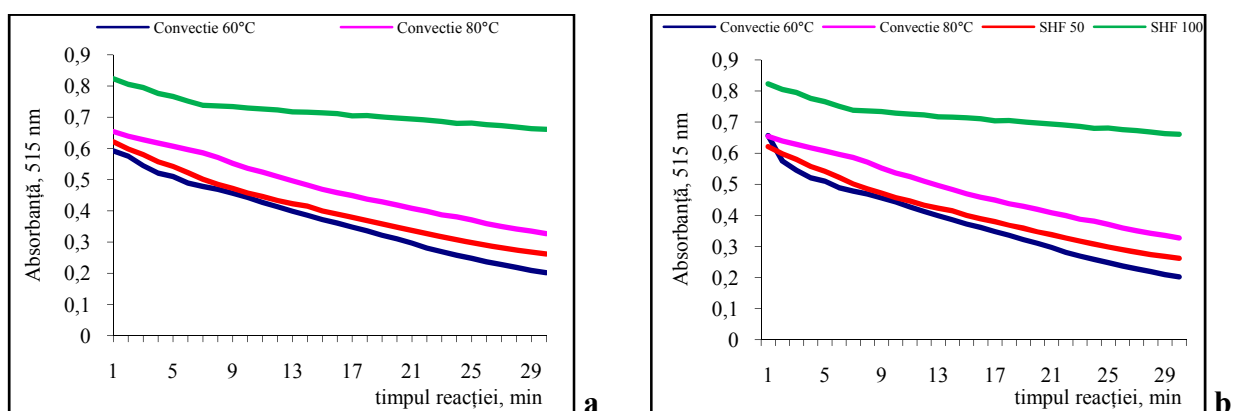 Convectie 60°C Convectie 80°C
0,9
0,8
0,7
0,6
0,5
0,4
0,3
0,2
0,1
0
Absorbanță, 515 nm
1 5 9 13 17 21 25 29
timpul reacției, min
a
Convectie 60°C Convectie 80°C SHF 50 SHF 100
0,9
0,8
0,7
0,6
0,5
0,4
0,3
0,2
0,1
0
Absorbanță, 515 nm
1 5 9 13 17 21 25 29
timpul reacției, min
b